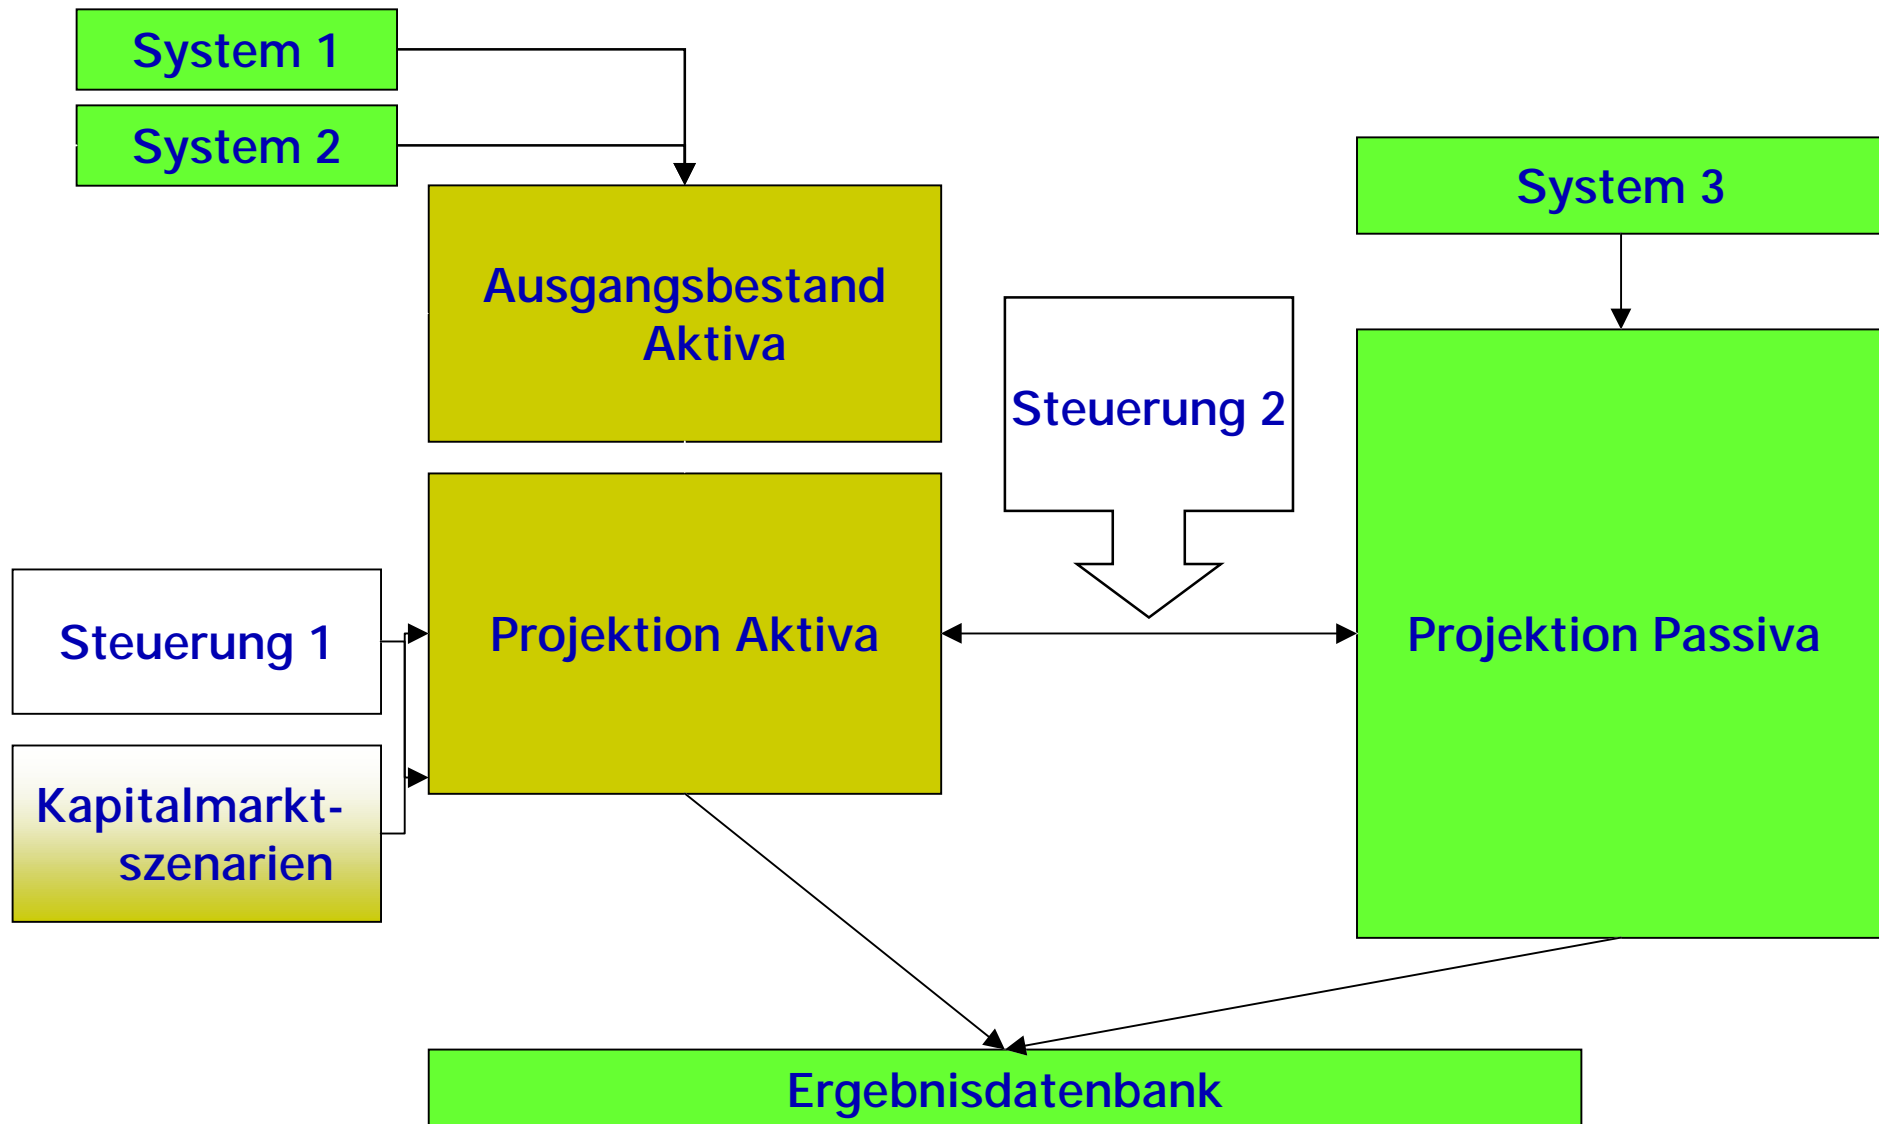 System 1
System 2
System 3
Ausgangsbestand
Aktiva
Steuerung 2
Steuerung 1
Projektion Aktiva
Projektion Passiva
Kapitalmarkt-
szenarien
Ergebnisdatenbank